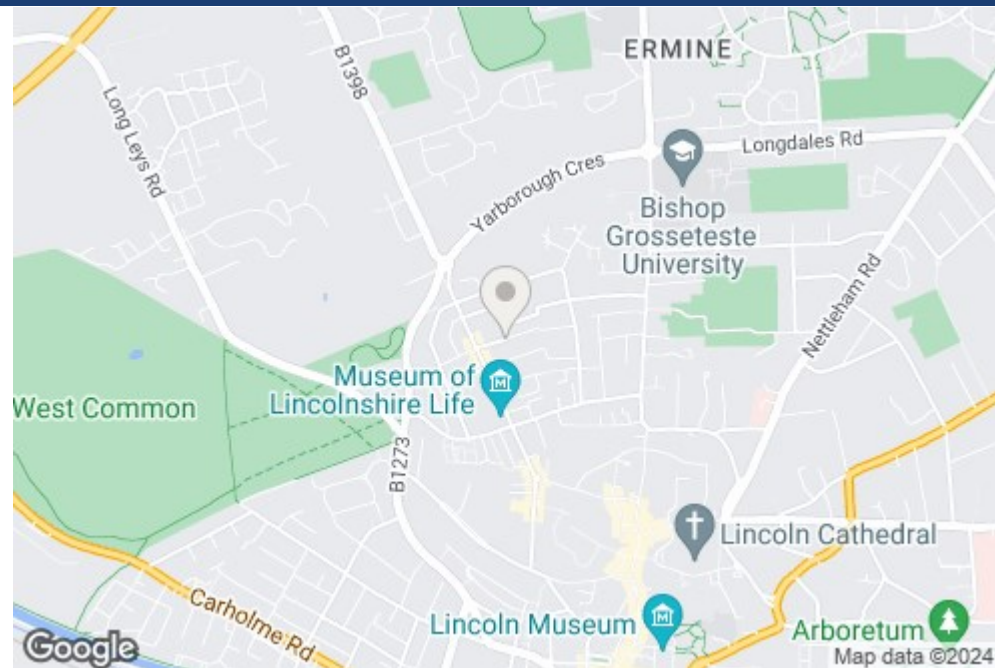 ERMINE
B1398
Long Leys Rd
Longdales Rd
Yarborough Cres
Bishop
Grosseteste
University
Nettleham Rd
Museum of
Lincolnshire Life
West Common
B1273
Lincoln Cathedral
Carholme Rd
Lincoln Museum
Arboretum
Google
Map data ©2024